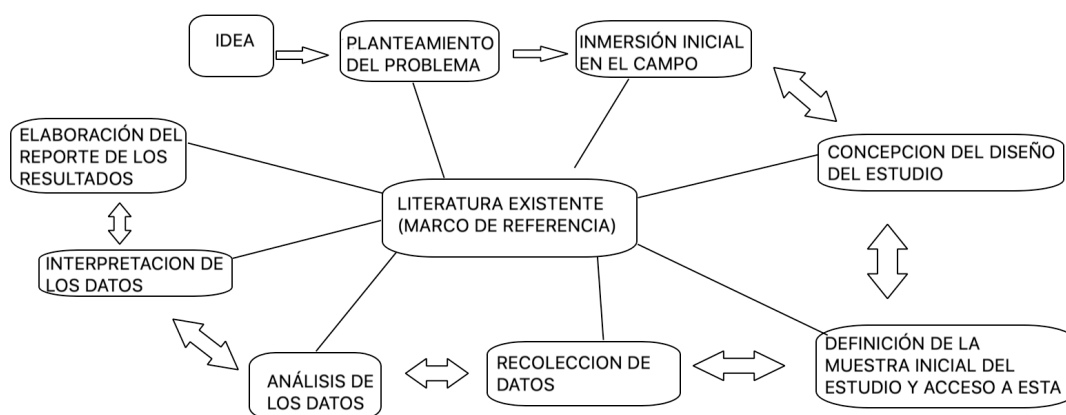 IDEA
PLANTEAMIENTO
DEL PROBLEMA
INMERSIÓN INICIAL
EN EL CAMPO
ELABORACIÓN DEL
REPORTE DE LOS
RESULTADOS
CONCEPCION DEL DISEÑO
DEL ESTUDIO
LITERATURA EXISTENTE
(MARCO DE REFERENCIA)
INTERPRETACION DE
LOS DATOS
ANÁLISIS DE
LOS DATOS
RECOLECCION DE
DATOS
DEFINICIÓN DE LA
MUESTRA INICIAL DEL
ESTUDIO Y ACCESO A ESTA